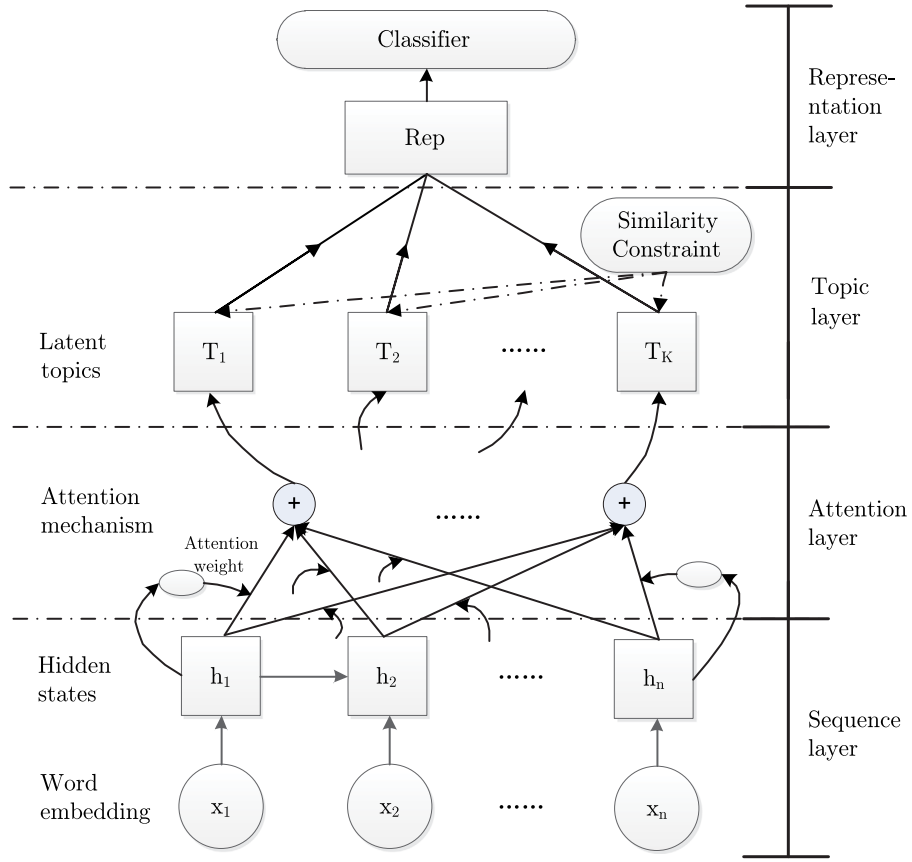 Classifier
Represe-
ntation
layer
Rep
Similarity
Constraint
Topic
layer
Latent
topics
T1
T2
......
TK
Attention
mechanism
+
......
+
Attention
layer
Attention
weight
Hidden
states
h1
h2
......
hn
Sequence
layer
Word
embedding
x1
x2
......
xn